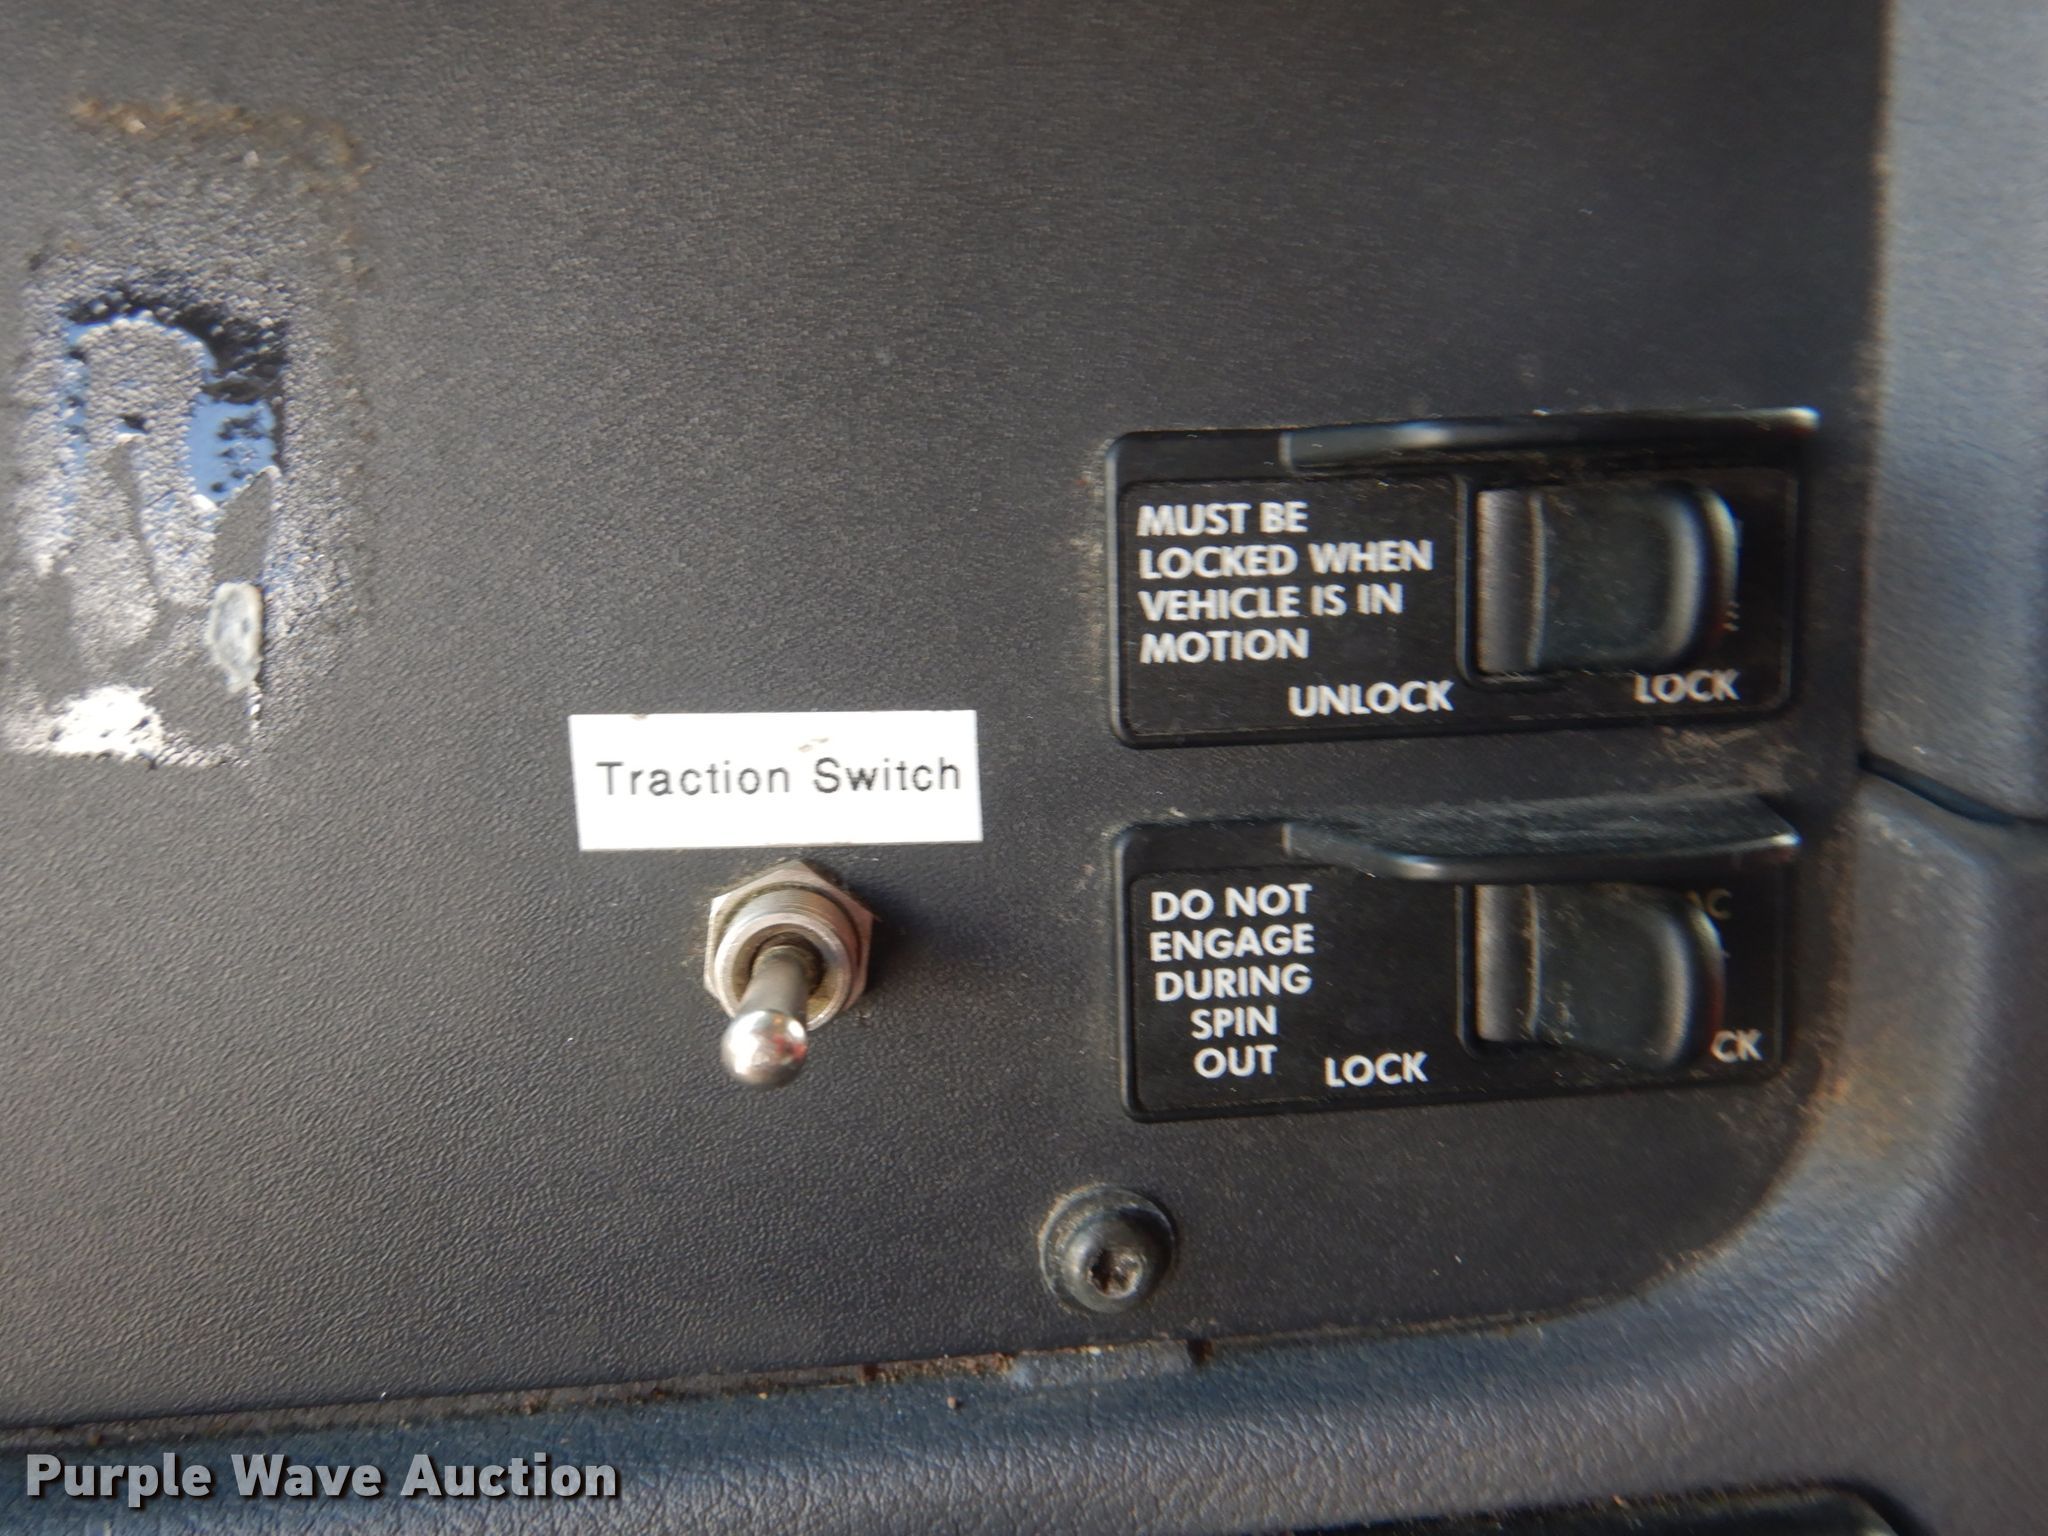 MUST BE
LOCKED WHEN
VEHICLE IS IN
MOTION
UNLOCK LOCK
Traction Switch
DO NOT
ENGAGE
DURING
SPIN
OUT
LOCK CK
Purple Wave Auction